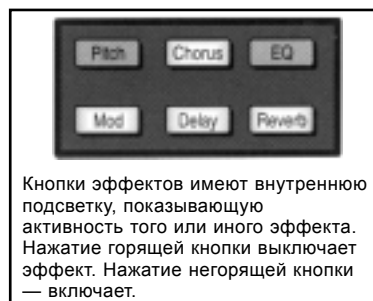 Pitch Chorus EQ
Mod Delay Reverb
Кнопки эффектов имеют внутреннюю
подсветку, показывающую
активность того или иного эффекта.
Нажатие горящей кнопки выключает
эффект. Нажатие негорящей кнопки
— включает.